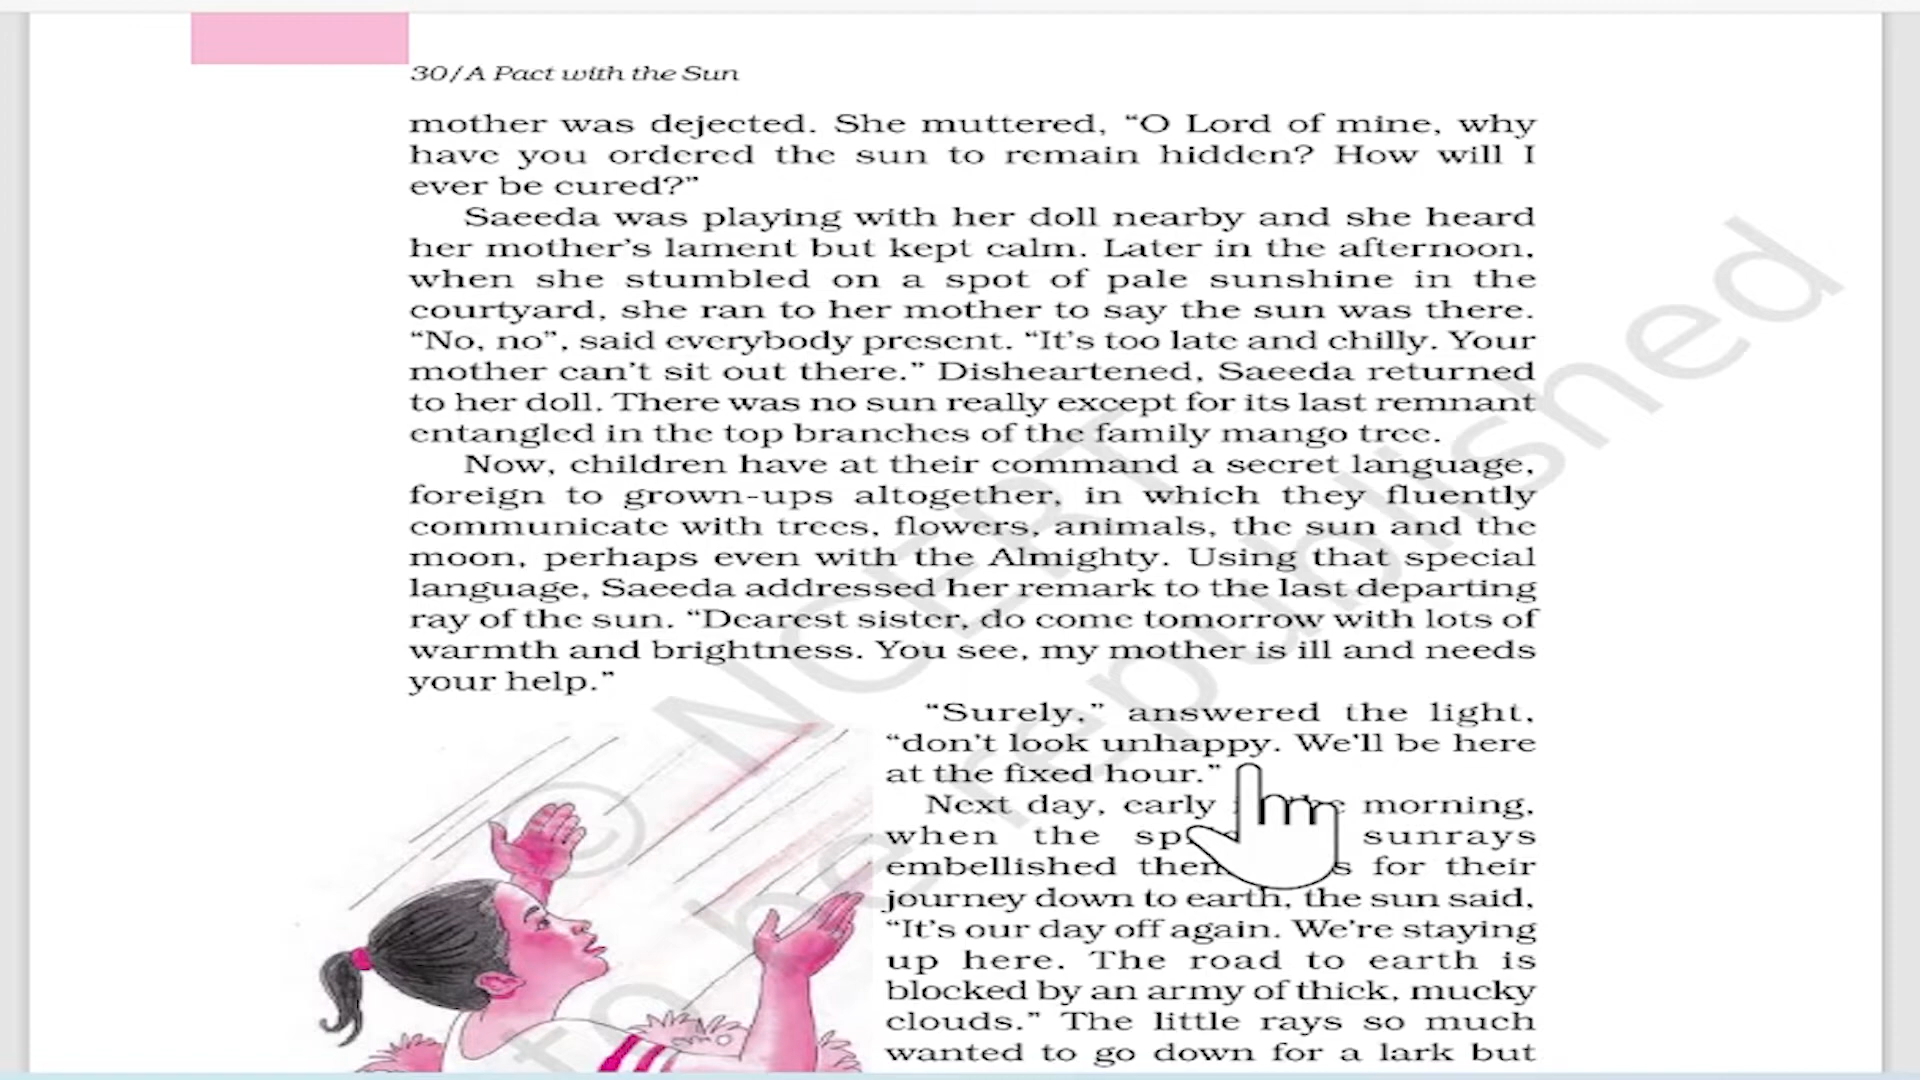 30/A Pact with the Sun
mother was dejected. She muttered, “O Lord of mine, why
have you ordered the sun to remain hidden? How will I
ever be cured?”
Saeeda was playing with her doll nearby and she heard
her mother’s lament but kept calm. Later in the afternoon,
when she stumbled on a spot of pale sunshine in the
courtyard, she ran to her mother to say the sun was there.
“No, no”, said everybody present. “It’s too late and chilly. Your
mother can’t sit out there.” Disheartened, Saeeda returned
to her doll. There was no sun really except for its last remnant
entangled in the top branches of the family mango tree.
Now, children have at their command a secret language,
foreign to grown-ups altogether, in which they fluently
communicate with trees, flowers, animals, the sun and the
moon, perhaps even with the Almighty. Using that special
language, Saeeda addressed her remark to the last departing
ray of the sun. “Dearest sister, do come tomorrow with lots of
warmth and brightness. You see, my mother is ill and needs
your help.”
“Surely,” answered the light,
“don’t look unhappy. We’ll be here
at the fixed hour.”
Next day, early morning,
when the sunrays
embellished for their
journey down to earth, the sun said,
“It’s our day off again. We’re staying
up here. The road to earth is
blocked by an army of thick, mucky
clouds.” The little rays so much
wanted to go down for a lark but
© NCERT
to be republished